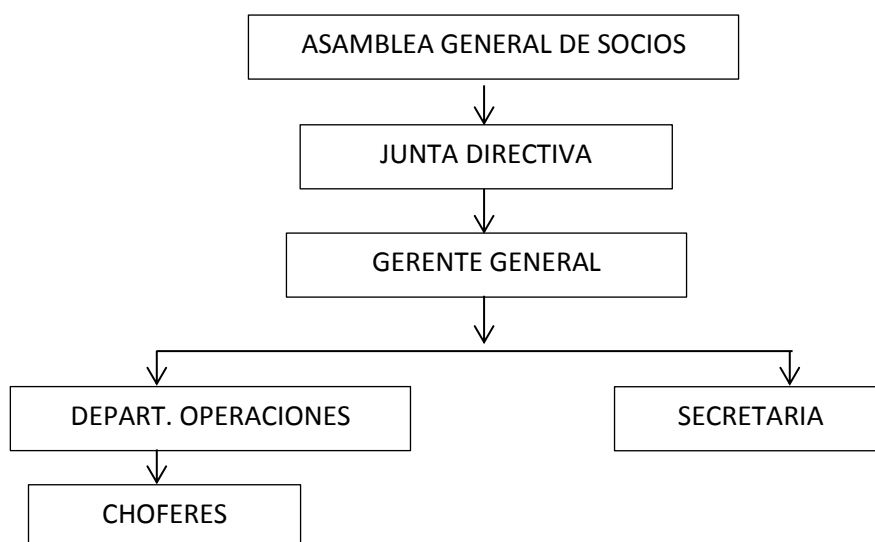 ASAMBLEA GENERAL DE SOCIOS
JUNTA DIRECTIVA
GERENTE GENERAL
DEPART. OPERACIONES
SECRETARIA
CHOFERES